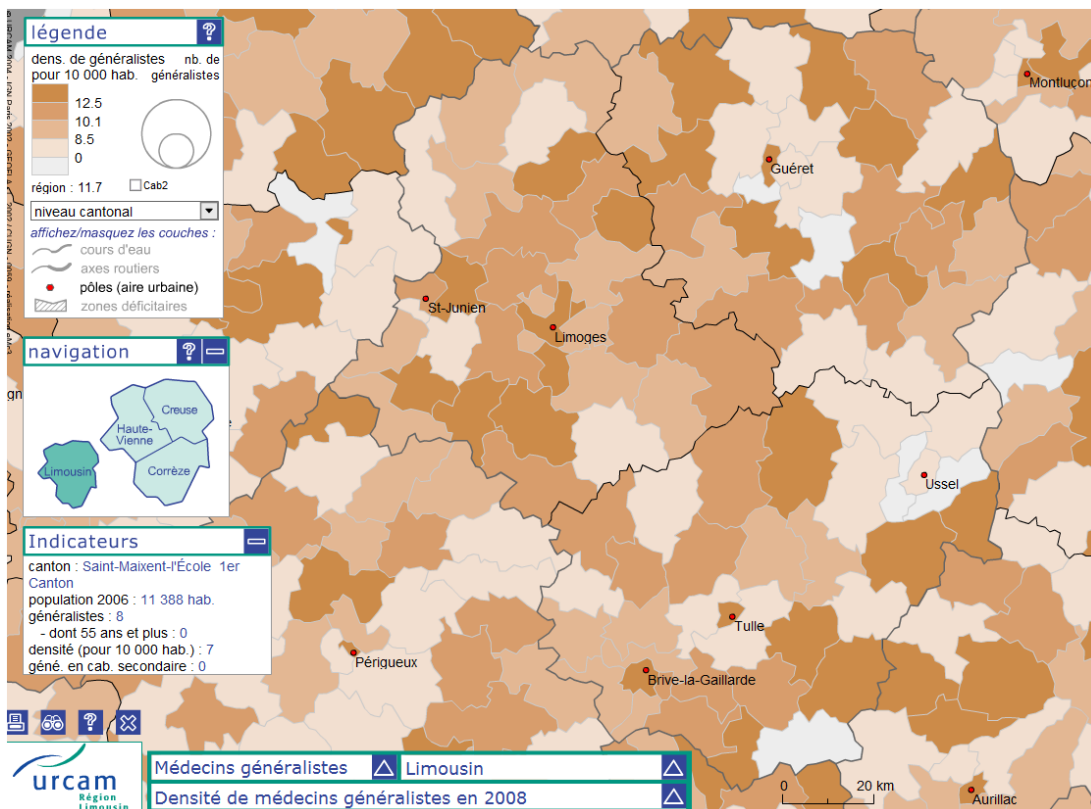 légende
?
dens. de généralistes
pour 10 000 hab.
nb. de
généralistes
12.5
10.1
8.5
0
région : 11.7
Cab2
niveau cantonal
affichez/masquez les couches :
cours d'eau
axes routiers
pôles (aire urbaine)
zones déficitaires
navigation
?
Creuse
Haute-
Vienne
Limousin
Corrèze
Indicateurs
canton : Saint-Maixent-l'École 1er
Canton
population 2006 : 11 388 hab.
généralistes : 8
- dont 55 ans et plus : 0
densité (pour 10 000 hab.) : 7
géné. en cab. secondaire : 0
Montluçon
Guéret
St-Junien
Limoges
Ussel
Tulle
Périgueux
Brive-la-Gaillarde
Aurillac
0 20 km
?
urcam
Région
Limousin
Médecins généralistes
Limousin
Densité de médecins généralistes en 2008